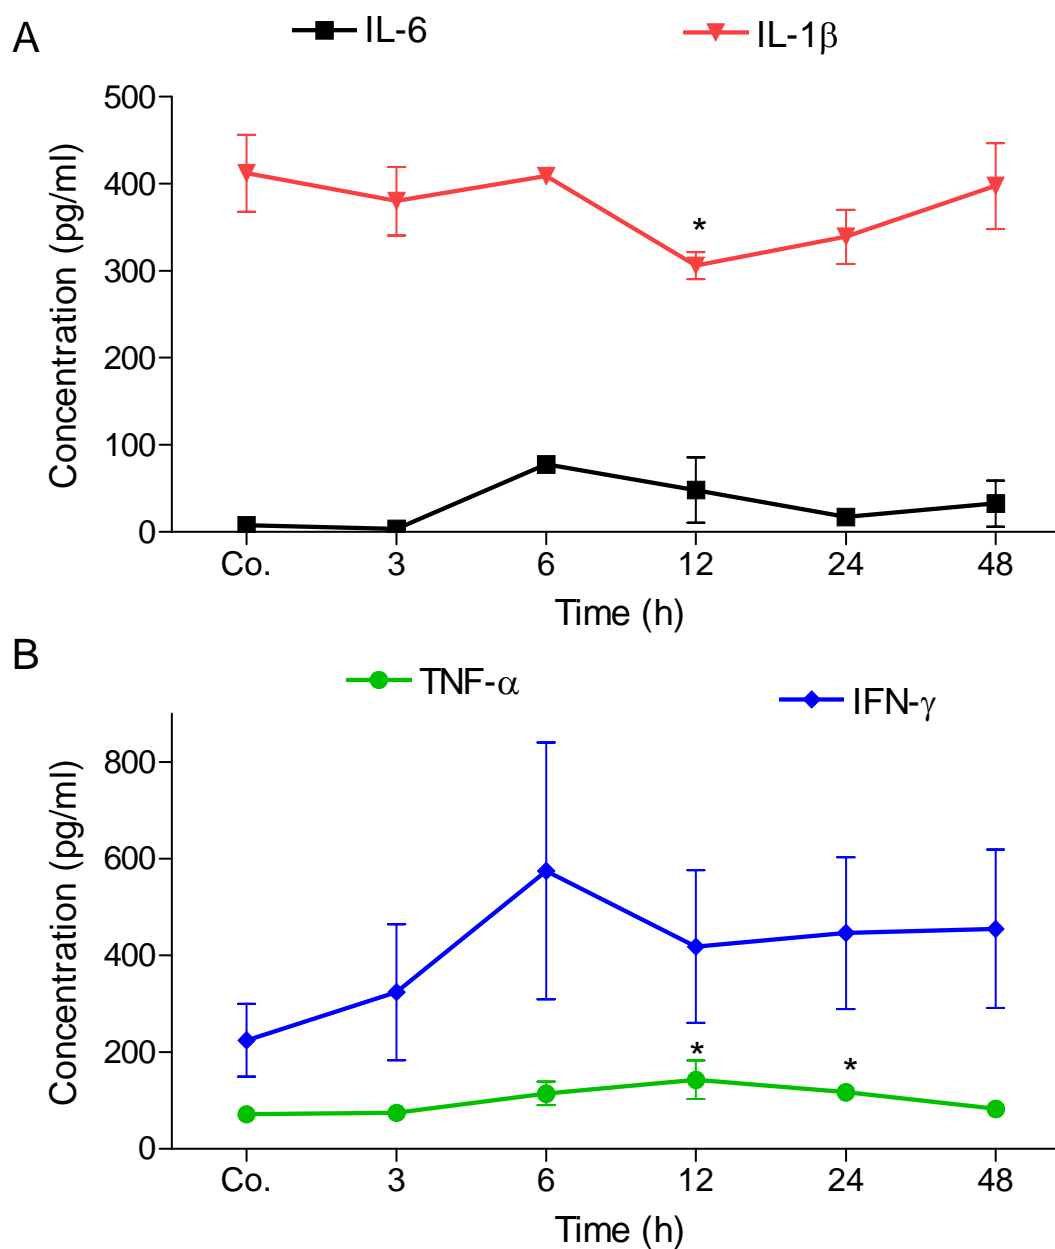 A
IL-6 IL-1β
500
400
300
200
100
0
Concentration (pg/ml)
*
Co. 3 6 12 24 48
Time (h)
B
TNF-α IFN-γ
800
600
400
200
0
Concentration (pg/ml)
* *
Co. 3 6 12 24 48
Time (h)